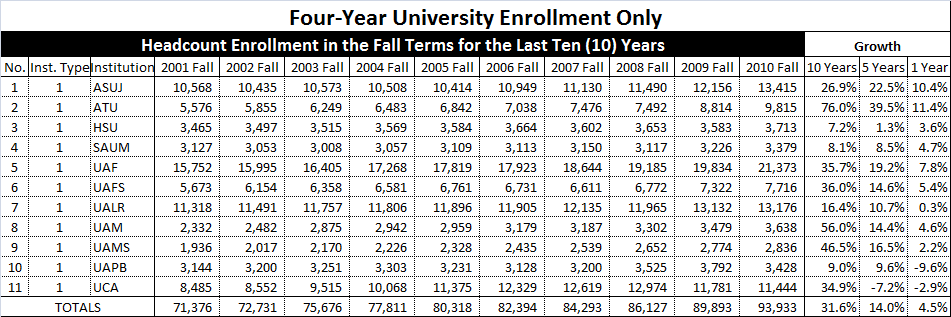 Four-Year University Enrollment Only
Headcount Enrollment in the Fall Terms for the Last Ten (10) Years Growth
No. Inst. Type Institution 2001 Fall 2002 Fall 2003 Fall 2004 Fall 2005 Fall 2006 Fall 2007 Fall 2008 Fall 2009 Fall 2010 Fall 10 Years 5 Years 1 Year
1 1 ASUJ 10,568 10,435 10,573 10,508 10,414 10,949 11,130 11,490 12,156 13,415 26.9% 22.5% 10.4%
2 1 ATU 5,576 5,855 6,249 6,483 6,842 7,038 7,476 7,492 8,814 9,815 76.0% 39.5% 11.4%
3 1 HSU 3,465 3,497 3,515 3,569 3,584 3,664 3,602 3,653 3,583 3,713 7.2% 1.3% 3.6%
4 1 SAUM 3,127 3,053 3,008 3,057 3,109 3,113 3,150 3,117 3,226 3,379 8.1% 8.5% 4.7%
5 1 UAF 15,752 15,995 16,405 17,268 17,819 17,923 18,644 19,185 19,834 21,373 35.7% 19.2% 7.8%
6 1 UAFS 5,673 6,154 6,358 6,581 6,761 6,731 6,611 6,772 7,322 7,716 36.0% 14.6% 5.4%
7 1 UALR 11,318 11,491 11,757 11,806 11,896 11,905 12,135 11,965 13,132 13,176 16.4% 10.7% 0.3%
8 1 UAM 2,332 2,482 2,875 2,942 2,959 3,179 3,187 3,302 3,479 3,638 56.0% 14.4% 4.6%
9 1 UAMS 1,936 2,017 2,170 2,226 2,328 2,435 2,539 2,652 2,774 2,836 46.5% 16.5% 2.2%
10 1 UAPB 3,144 3,200 3,251 3,303 3,231 3,128 3,200 3,525 3,792 3,428 9.0% 9.6% -9.6%
11 1 UCA 8,485 8,552 9,515 10,068 11,375 12,329 12,619 12,974 11,781 11,444 34.9% -7.2% -2.9%
TOTALS 71,376 72,731 75,676 77,811 80,318 82,394 84,293 86,127 89,893 93,933 31.6% 14.0% 4.5%